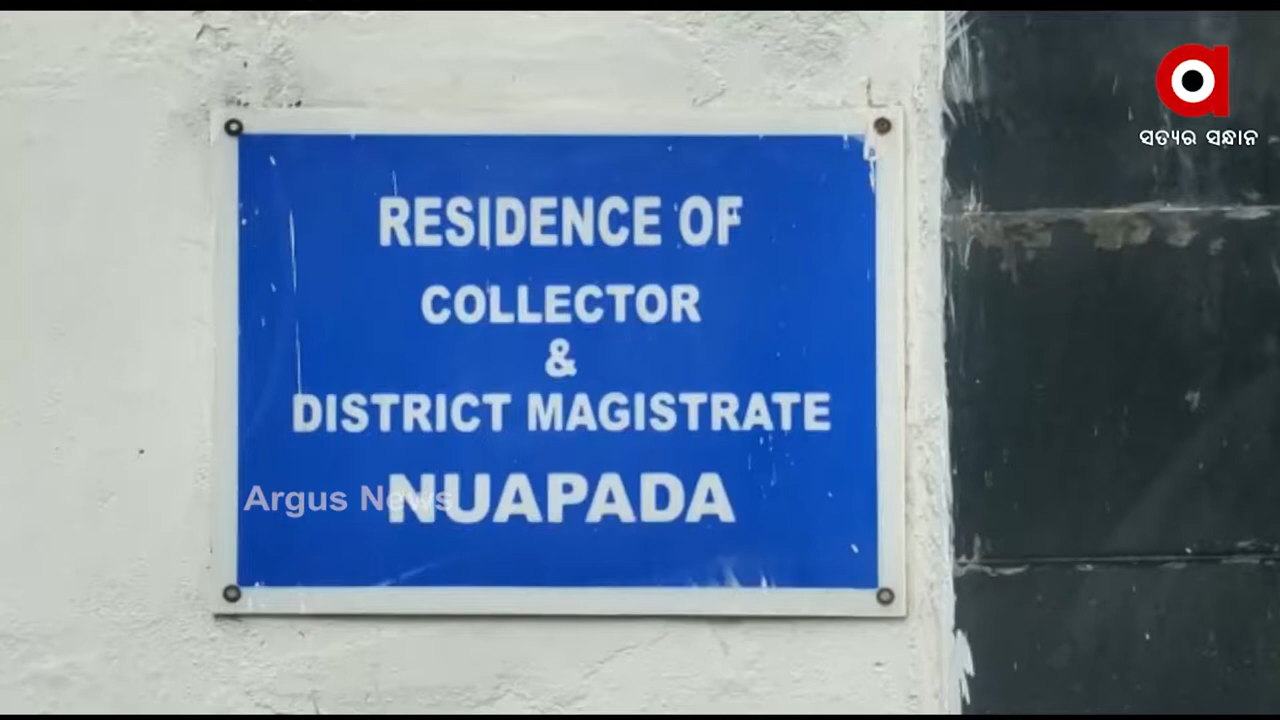 ସତ୍ୟର ସନ୍ଧାନ
RESIDENCE OF
COLLECTOR
&
DISTRICT MAGISTRATE
NUAPADA
Argus News